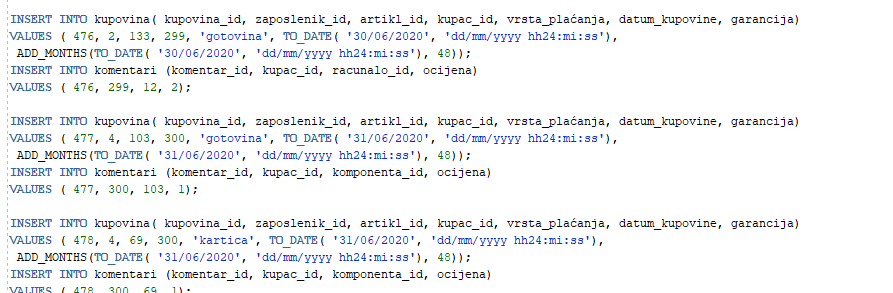 INSERT INTO kupovina( kupovina_id, zaposlenik_id, artikl_id, kupac_id, vrsta_plaćanja, datum_kupovine, garancija)
VALUES ( 476, 2, 133, 299, 'gotovina', TO_DATE( '30/06/2020', 'dd/mm/yyyy hh24:mi:ss'),
ADD_MONTHS(TO_DATE( '30/06/2020', 'dd/mm/yyyy hh24:mi:ss'), 48));
INSERT INTO komentari (komentar_id, kupac_id, racunalo_id, ocijena)
VALUES ( 476, 299, 12, 2);
INSERT INTO kupovina( kupovina_id, zaposlenik_id, artikl_id, kupac_id, vrsta_plaćanja, datum_kupovine, garancija)
VALUES ( 477, 4, 103, 300, 'gotovina', TO_DATE( '31/06/2020', 'dd/mm/yyyy hh24:mi:ss'),
ADD_MONTHS(TO_DATE( '31/06/2020', 'dd/mm/yyyy hh24:mi:ss'), 48));
INSERT INTO komentari (komentar_id, kupac_id, komponenta_id, ocijena)
VALUES ( 477, 300, 103, 1);
INSERT INTO kupovina( kupovina_id, zaposlenik_id, artikl_id, kupac_id, vrsta_plaćanja, datum_kupovine, garancija)
VALUES ( 478, 4, 69, 300, 'kartica', TO_DATE( '31/06/2020', 'dd/mm/yyyy hh24:mi:ss'),
ADD_MONTHS(TO_DATE( '31/06/2020', 'dd/mm/yyyy hh24:mi:ss'), 48));
INSERT INTO komentari (komentar_id, kupac_id, komponenta_id, ocijena)
VALUES ( 478, 300, 69, 1);